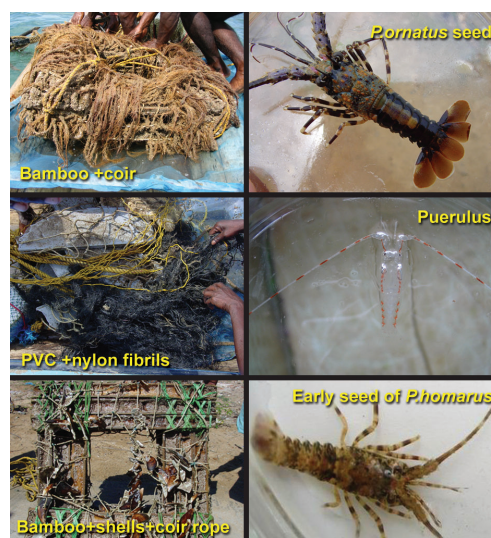 Bamboo +coir
P.ornatus seed
PVC +nylon fibrils
Puerulus
Bamboo+shells+coir rope
Early seed of P.homarus